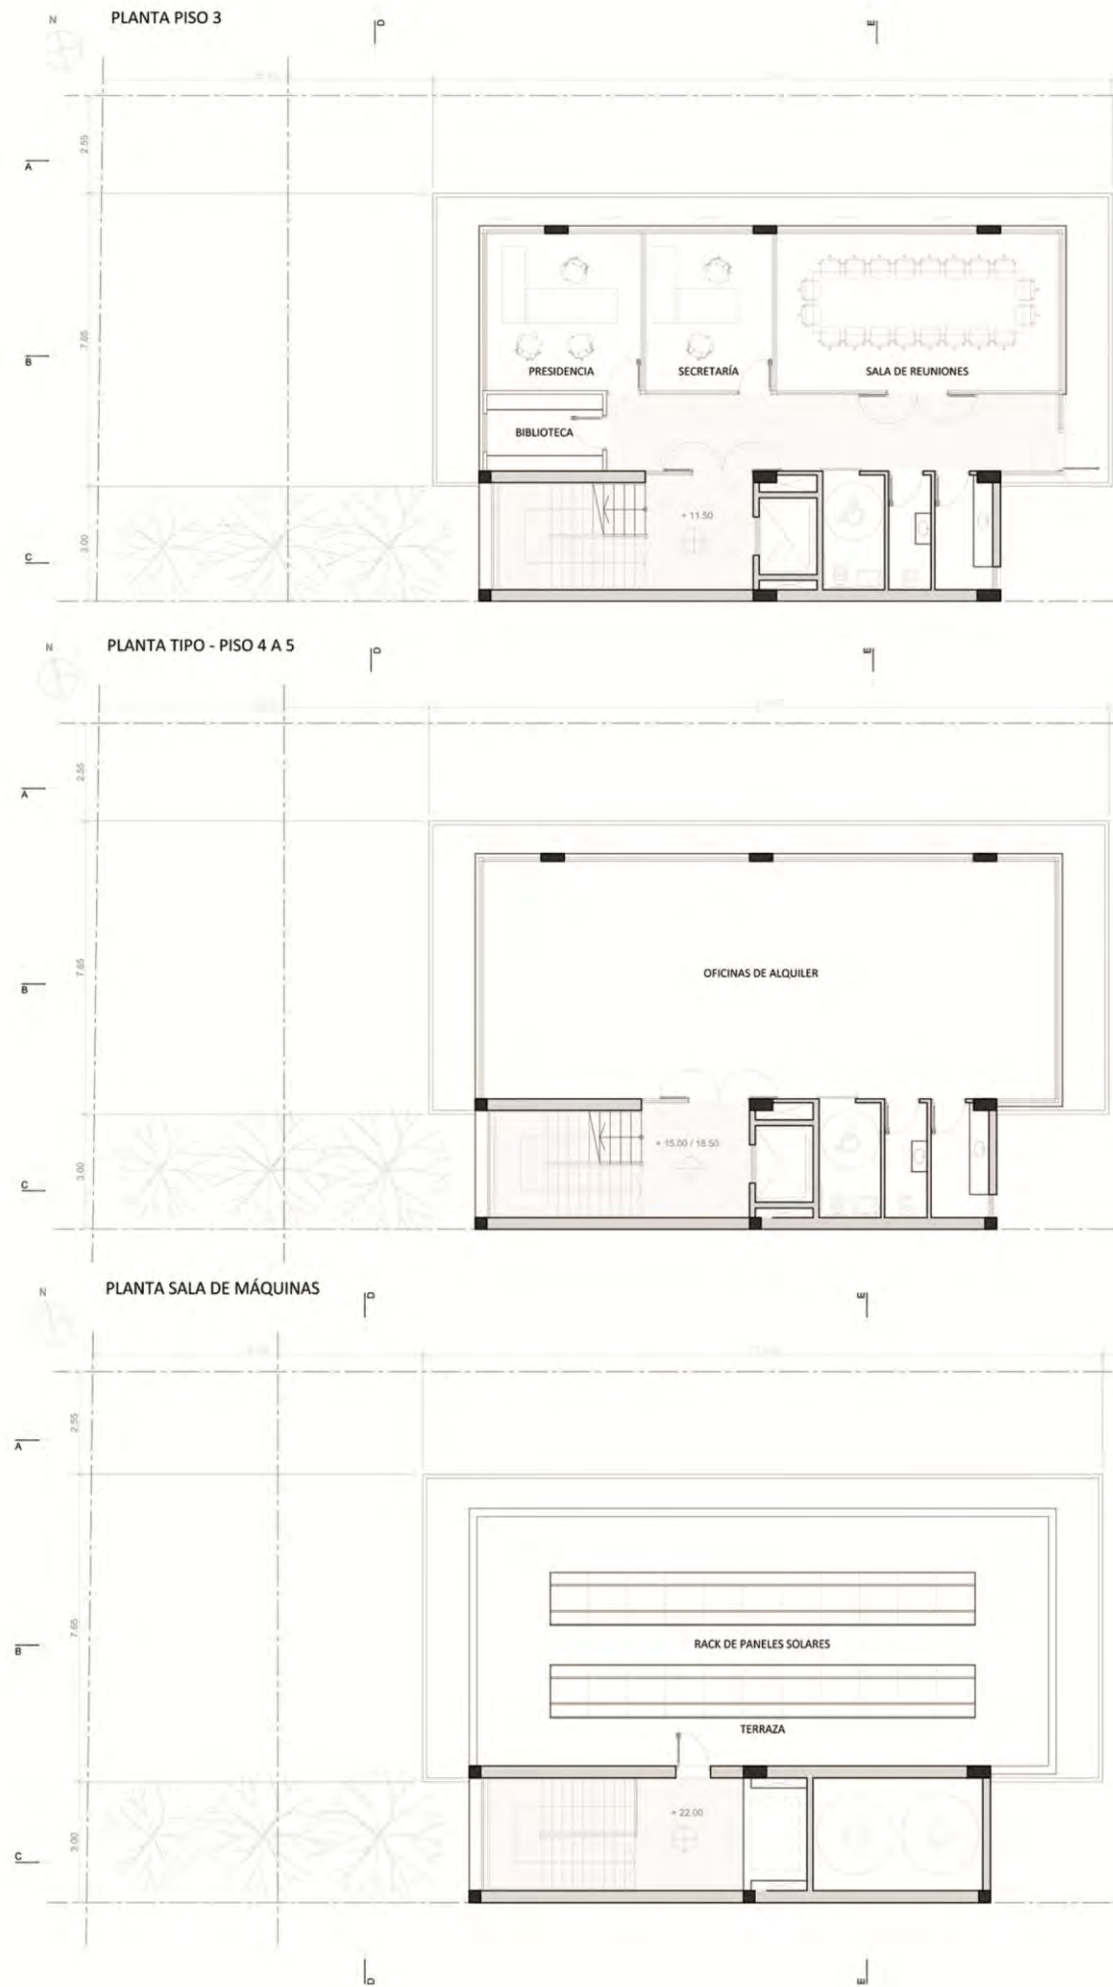 N
PLANTA PISO 3
D
E
2.55
A
7.65
B
PRESIDENCIA
SECRETARÍA
SALA DE REUNIONES
BIBLIOTECA
+ 11.50
3.00
C
N
PLANTA TIPO - PISO 4 A 5
D
E
2.55
A
7.65
B
OFICINAS DE ALQUILER
+ 15.00 / 18.50
3.00
C
N
PLANTA SALA DE MÁQUINAS
D
E
2.55
A
7.65
B
RACK DE PANELES SOLARES
TERRAZA
+ 22.00
3.00
C
D
E